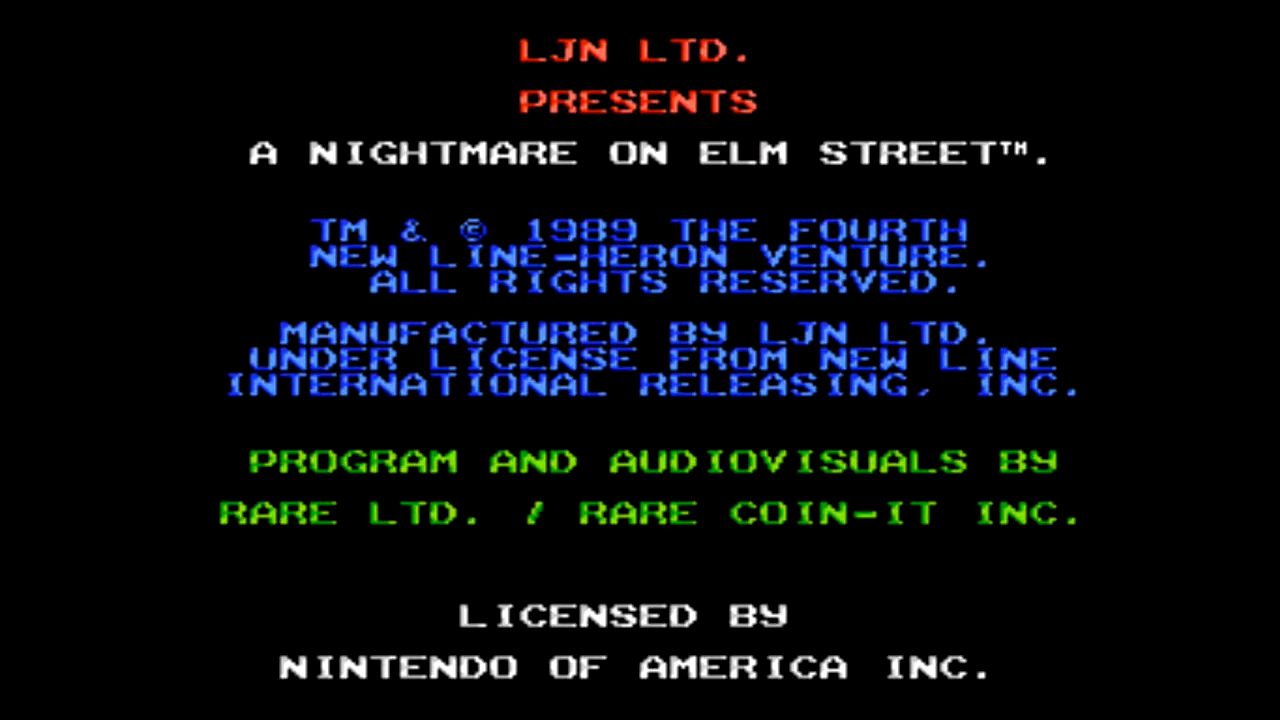 LJN LTD.
PRESENTS
A NIGHTMARE ON ELM STREET™.
TM & © 1989 THE FOURTH
NEW LINE-HERON VENTURE.
ALL RIGHTS RESERVED.
MANUFACTURED BY LJN LTD.
UNDER LICENSE FROM NEW LINE
INTERNATIONAL RELEASING, INC.
PROGRAM AND AUDIOVISUALS BY
RARE LTD. / RARE COIN-IT INC.
LICENSED BY
NINTENDO OF AMERICA INC.